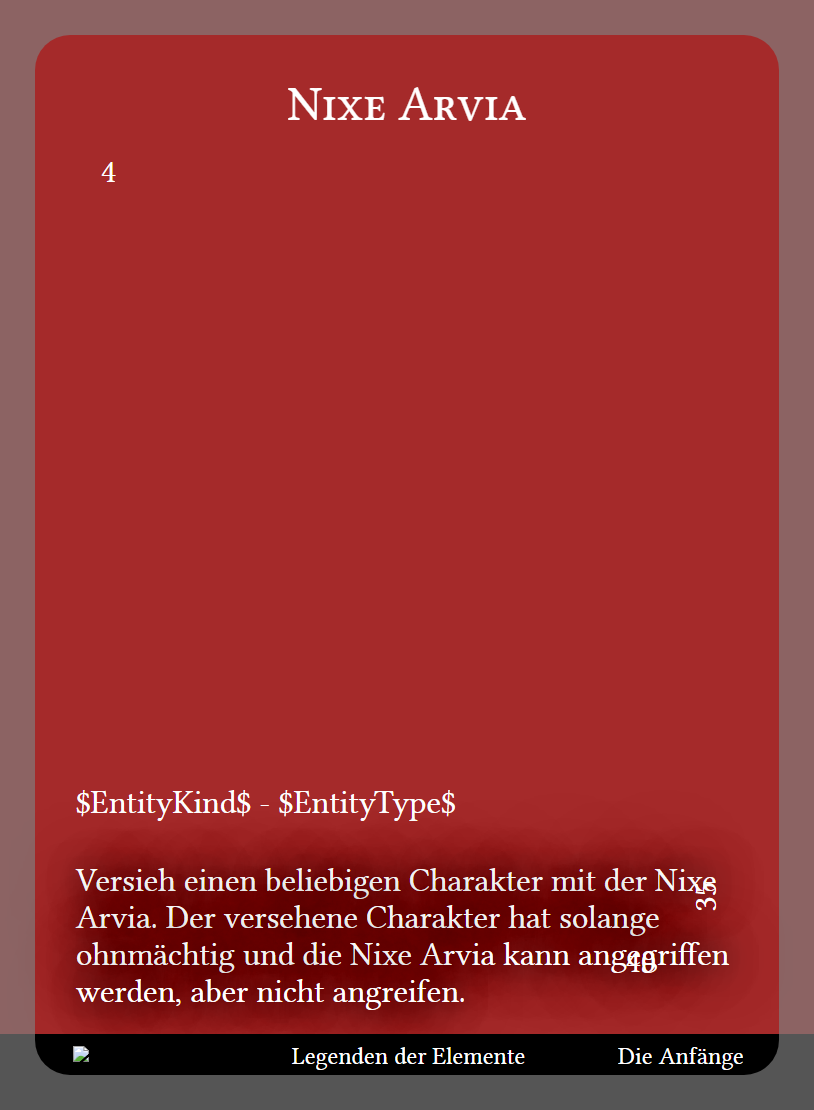 Nixe Arvia
4
$EntityKind$ - $EntityType$
Versieh einen beliebigen Charakter mit der Nixe
35
Arvia. Der versehene Charakter hat solange
ohnmächtig und die Nixe Arvia kann angegriffen
werden, aber nicht angreifen.
Legenden der Elemente
Die Anfänge